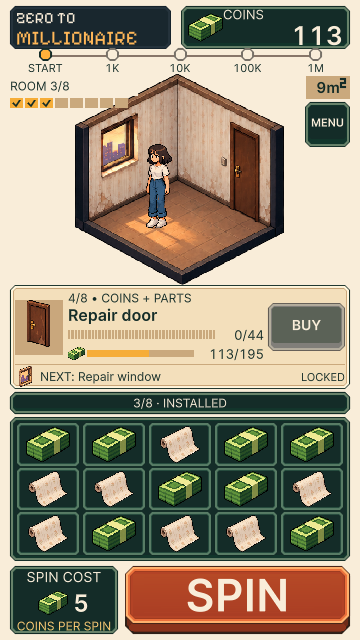 ZERO TO
MILLIONAIRE
COINS
113
START
1K
10K
100K
1M
ROOM 3/8
9m²
MENU
4/8 • COINS + PARTS
Repair door
0/44
113/195
BUY
NEXT: Repair window
LOCKED
3/8 · INSTALLED
SPIN COST
5
COINS PER SPIN
SPIN